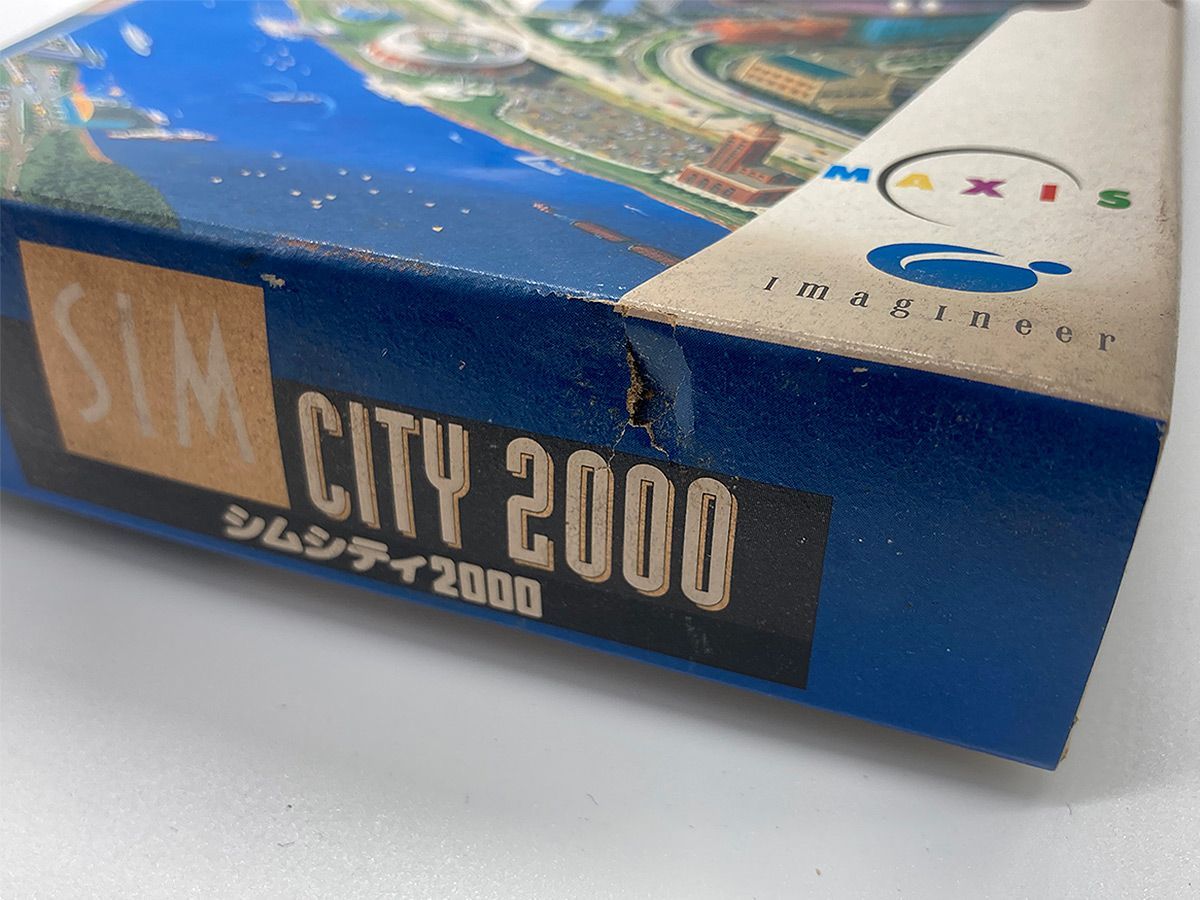 MAXIS
Imagineer
SIM
CITY 2000
シムシティ2000